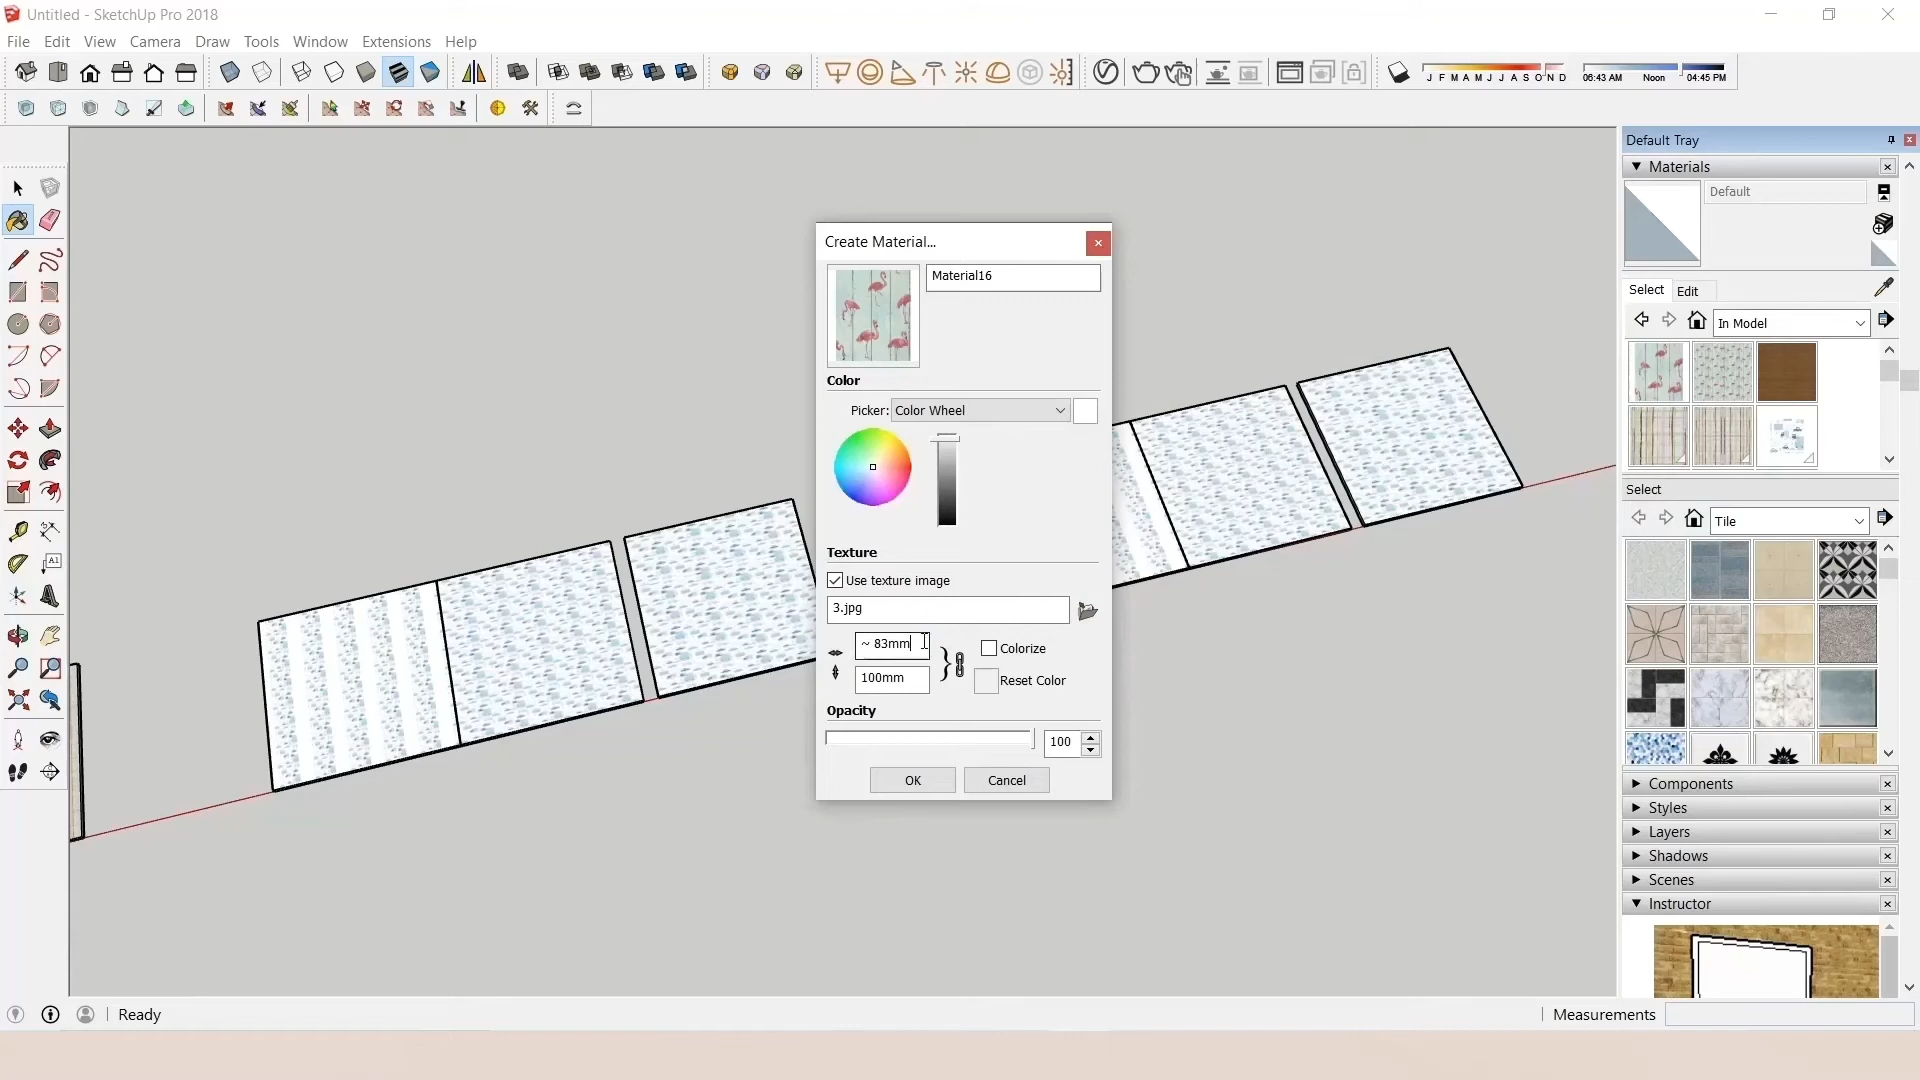 Untitled - SketchUp Pro 2018
File Edit View Camera Draw Tools Window Extensions Help
J F M A M J J A S O N D
06:43 AM Noon 04:45 PM
Default Tray
Materials
Default
Select Edit
In Model
Select
Tile
Components
Styles
Layers
Shadows
Scenes
Instructor
Create Material...
Material16
Color
Picker: Color Wheel
Texture
Use texture image
3.jpg
~ 83mm
Colorize
100mm
Reset Color
Opacity
100
OK Cancel
A1
Ready
Measurements